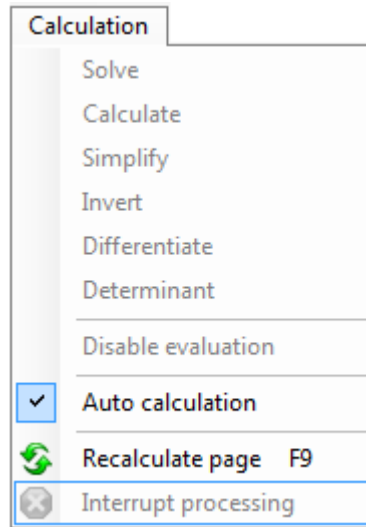 Calculation
Solve
Calculate
Simplify
Invert
Differentiate
Determinant
Disable evaluation
Auto calculation
Recalculate page F9
Interrupt processing